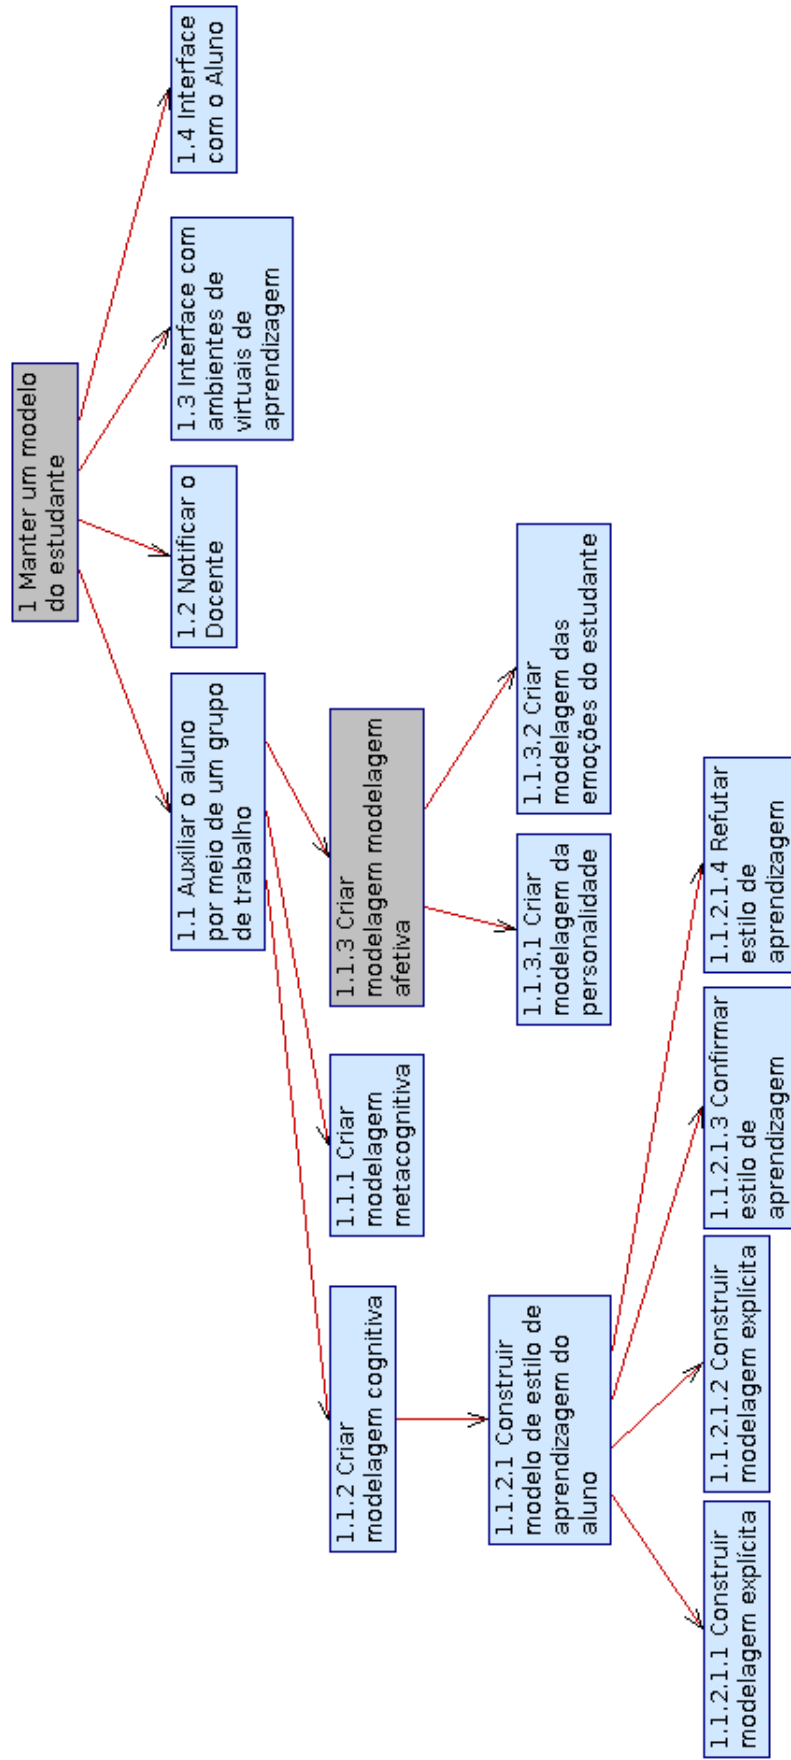 1 Manter um modelo
do estudante
1.1 Auxiliar o aluno
por meio de um grupo
de trabalho
1.2 Notificar o
Docente
1.3 Interface com
ambientes de
virtuais de
aprendizagem
1.4 Interface
com o Aluno
1.1.2 Criar
modelagem cognitiva
1.1.1 Criar
modelagem
metacognitiva
1.1.3 Criar
modelagem modelagem
afetiva
1.1.2.1 Construir
modelo de estilo de
aprendizagem do
aluno
1.1.3.1 Criar
modelagem da
personalidade
1.1.3.2 Criar
modelagem das
emoções do estudante
1.1.2.1.1 Construir
modelagem explícita
1.1.2.1.2 Construir
modelagem explícita
1.1.2.1.3 Confirmar
estilo de
aprendizagem
1.1.2.1.4 Refutar
estilo de
aprendizagem